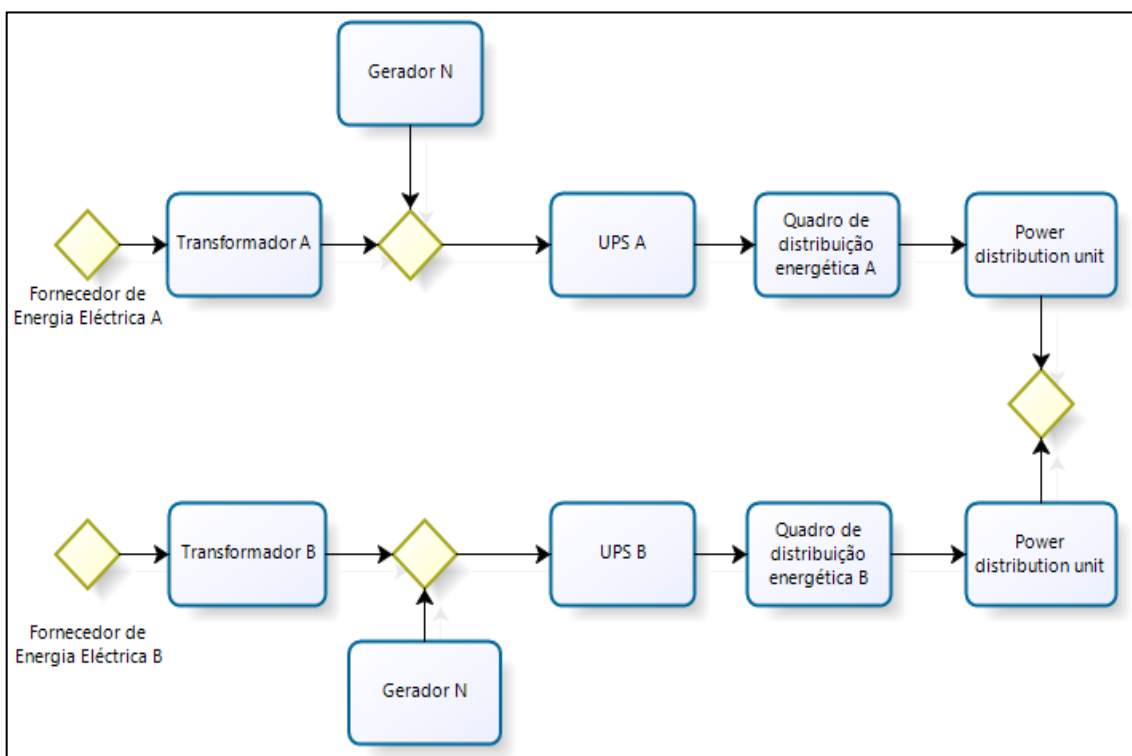 Gerador N
Transformador A
UPS A
Quadro de
distribuição
energética A
Power
distribution unit
Fornecedor de
Energia Eléctrica A
Transformador B
UPS B
Quadro de
distribuição
energética B
Power
distribution unit
Fornecedor de
Energia Eléctrica B
Gerador N